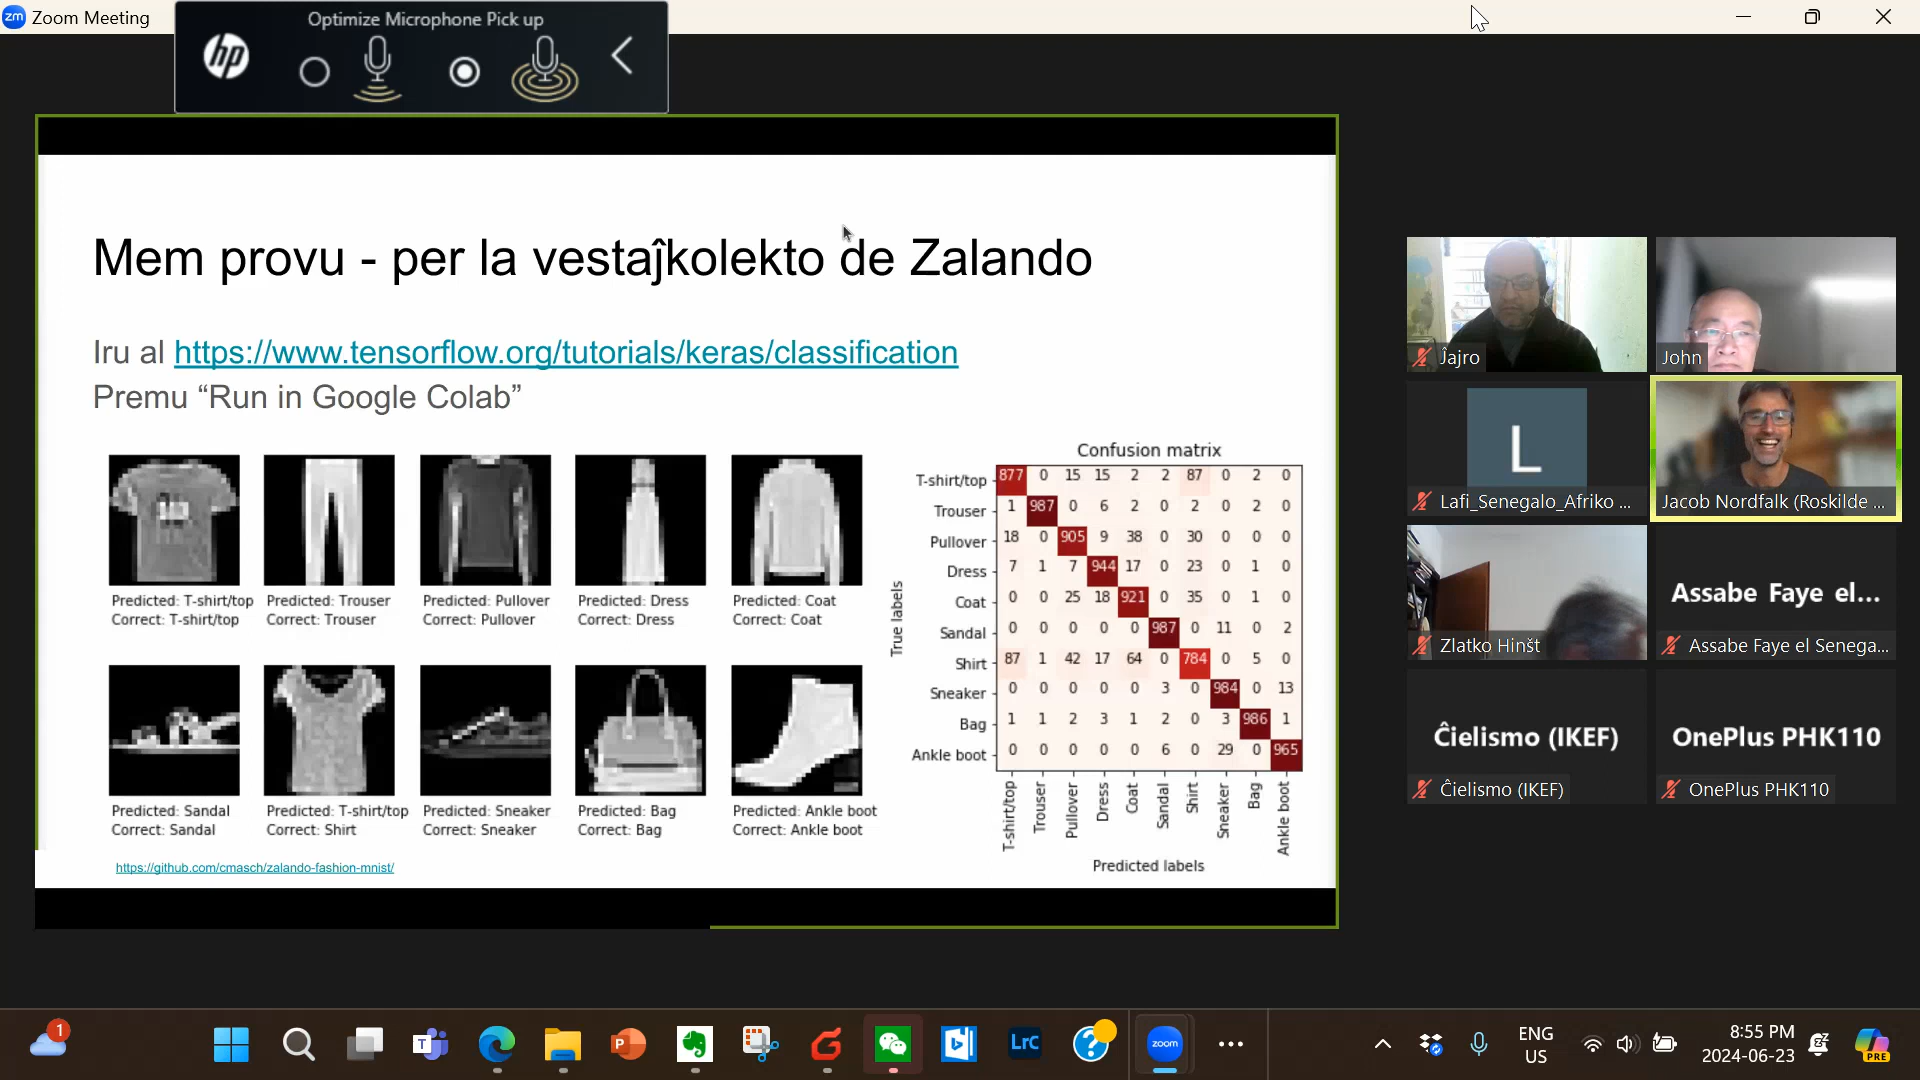 Zoom Meeting
Optimize Microphone Pick up
hp
Mem provu - per la vestaĵkolekto de Zalando
Iru al https://www.tensorflow.org/tutorials/keras/classification
Premu “Run in Google Colab”
Predicted: T-shirt/top
Correct: T-shirt/top
Predicted: Trouser
Correct: Trouser
Predicted: Pullover
Correct: Pullover
Predicted: Dress
Correct: Dress
Predicted: Coat
Correct: Coat
Predicted: Sandal
Correct: Sandal
Predicted: T-shirt/top
Correct: Shirt
Predicted: Sneaker
Correct: Sneaker
Predicted: Bag
Correct: Bag
Predicted: Ankle boot
Correct: Ankle boot
https://github.com/cmasch/zalando-fashion-mnist/
Confusion matrix
True labels
T-shirt/top 877 0 15 15 2 2 87 0 2 0
Trouser 1 987 0 6 2 0 2 0 2 0
Pullover 18 0 905 9 38 0 30 0 0 0
Dress 7 1 7 944 17 0 23 0 1 0
Coat 0 0 25 18 921 0 35 0 1 0
Sandal 0 0 0 0 0 987 0 11 0 2
Shirt 87 1 42 17 64 0 784 0 5 0
Sneaker 0 0 0 0 0 3 0 984 0 13
Bag 1 1 2 3 1 2 0 3 986 1
Ankle boot 0 0 0 0 0 6 0 29 0 965
T-shirt/top Trouser Pullover Dress Coat Sandal Shirt Sneaker Bag Ankle boot
Predicted labels
Ĵajro
John
L
Lafi_Senegalo_Afriko ...
Jacob Nordfalk (Roskilde ...
Zlatko Hinšt
Assabe Faye el...
Assabe Faye el Senega...
Ĉielismo (IKEF)
Ĉielismo (IKEF)
OnePlus PHK110
OnePlus PHK110
1
LrC
zoom
ENG
US
8:55 PM
2024-06-23
PRE